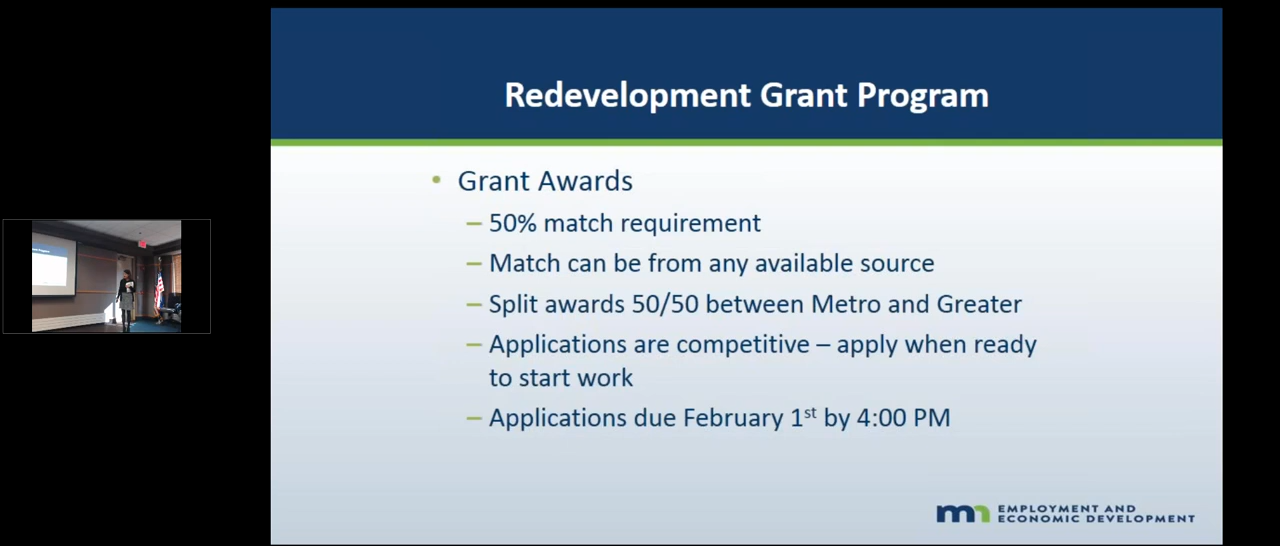 Redevelopment Grant Program
• Grant Awards
– 50% match requirement
– Match can be from any available source
– Split awards 50/50 between Metro and Greater
– Applications are competitive – apply when ready
to start work
– Applications due February 1st by 4:00 PM
mn EMPLOYMENT AND
ECONOMIC DEVELOPMENT